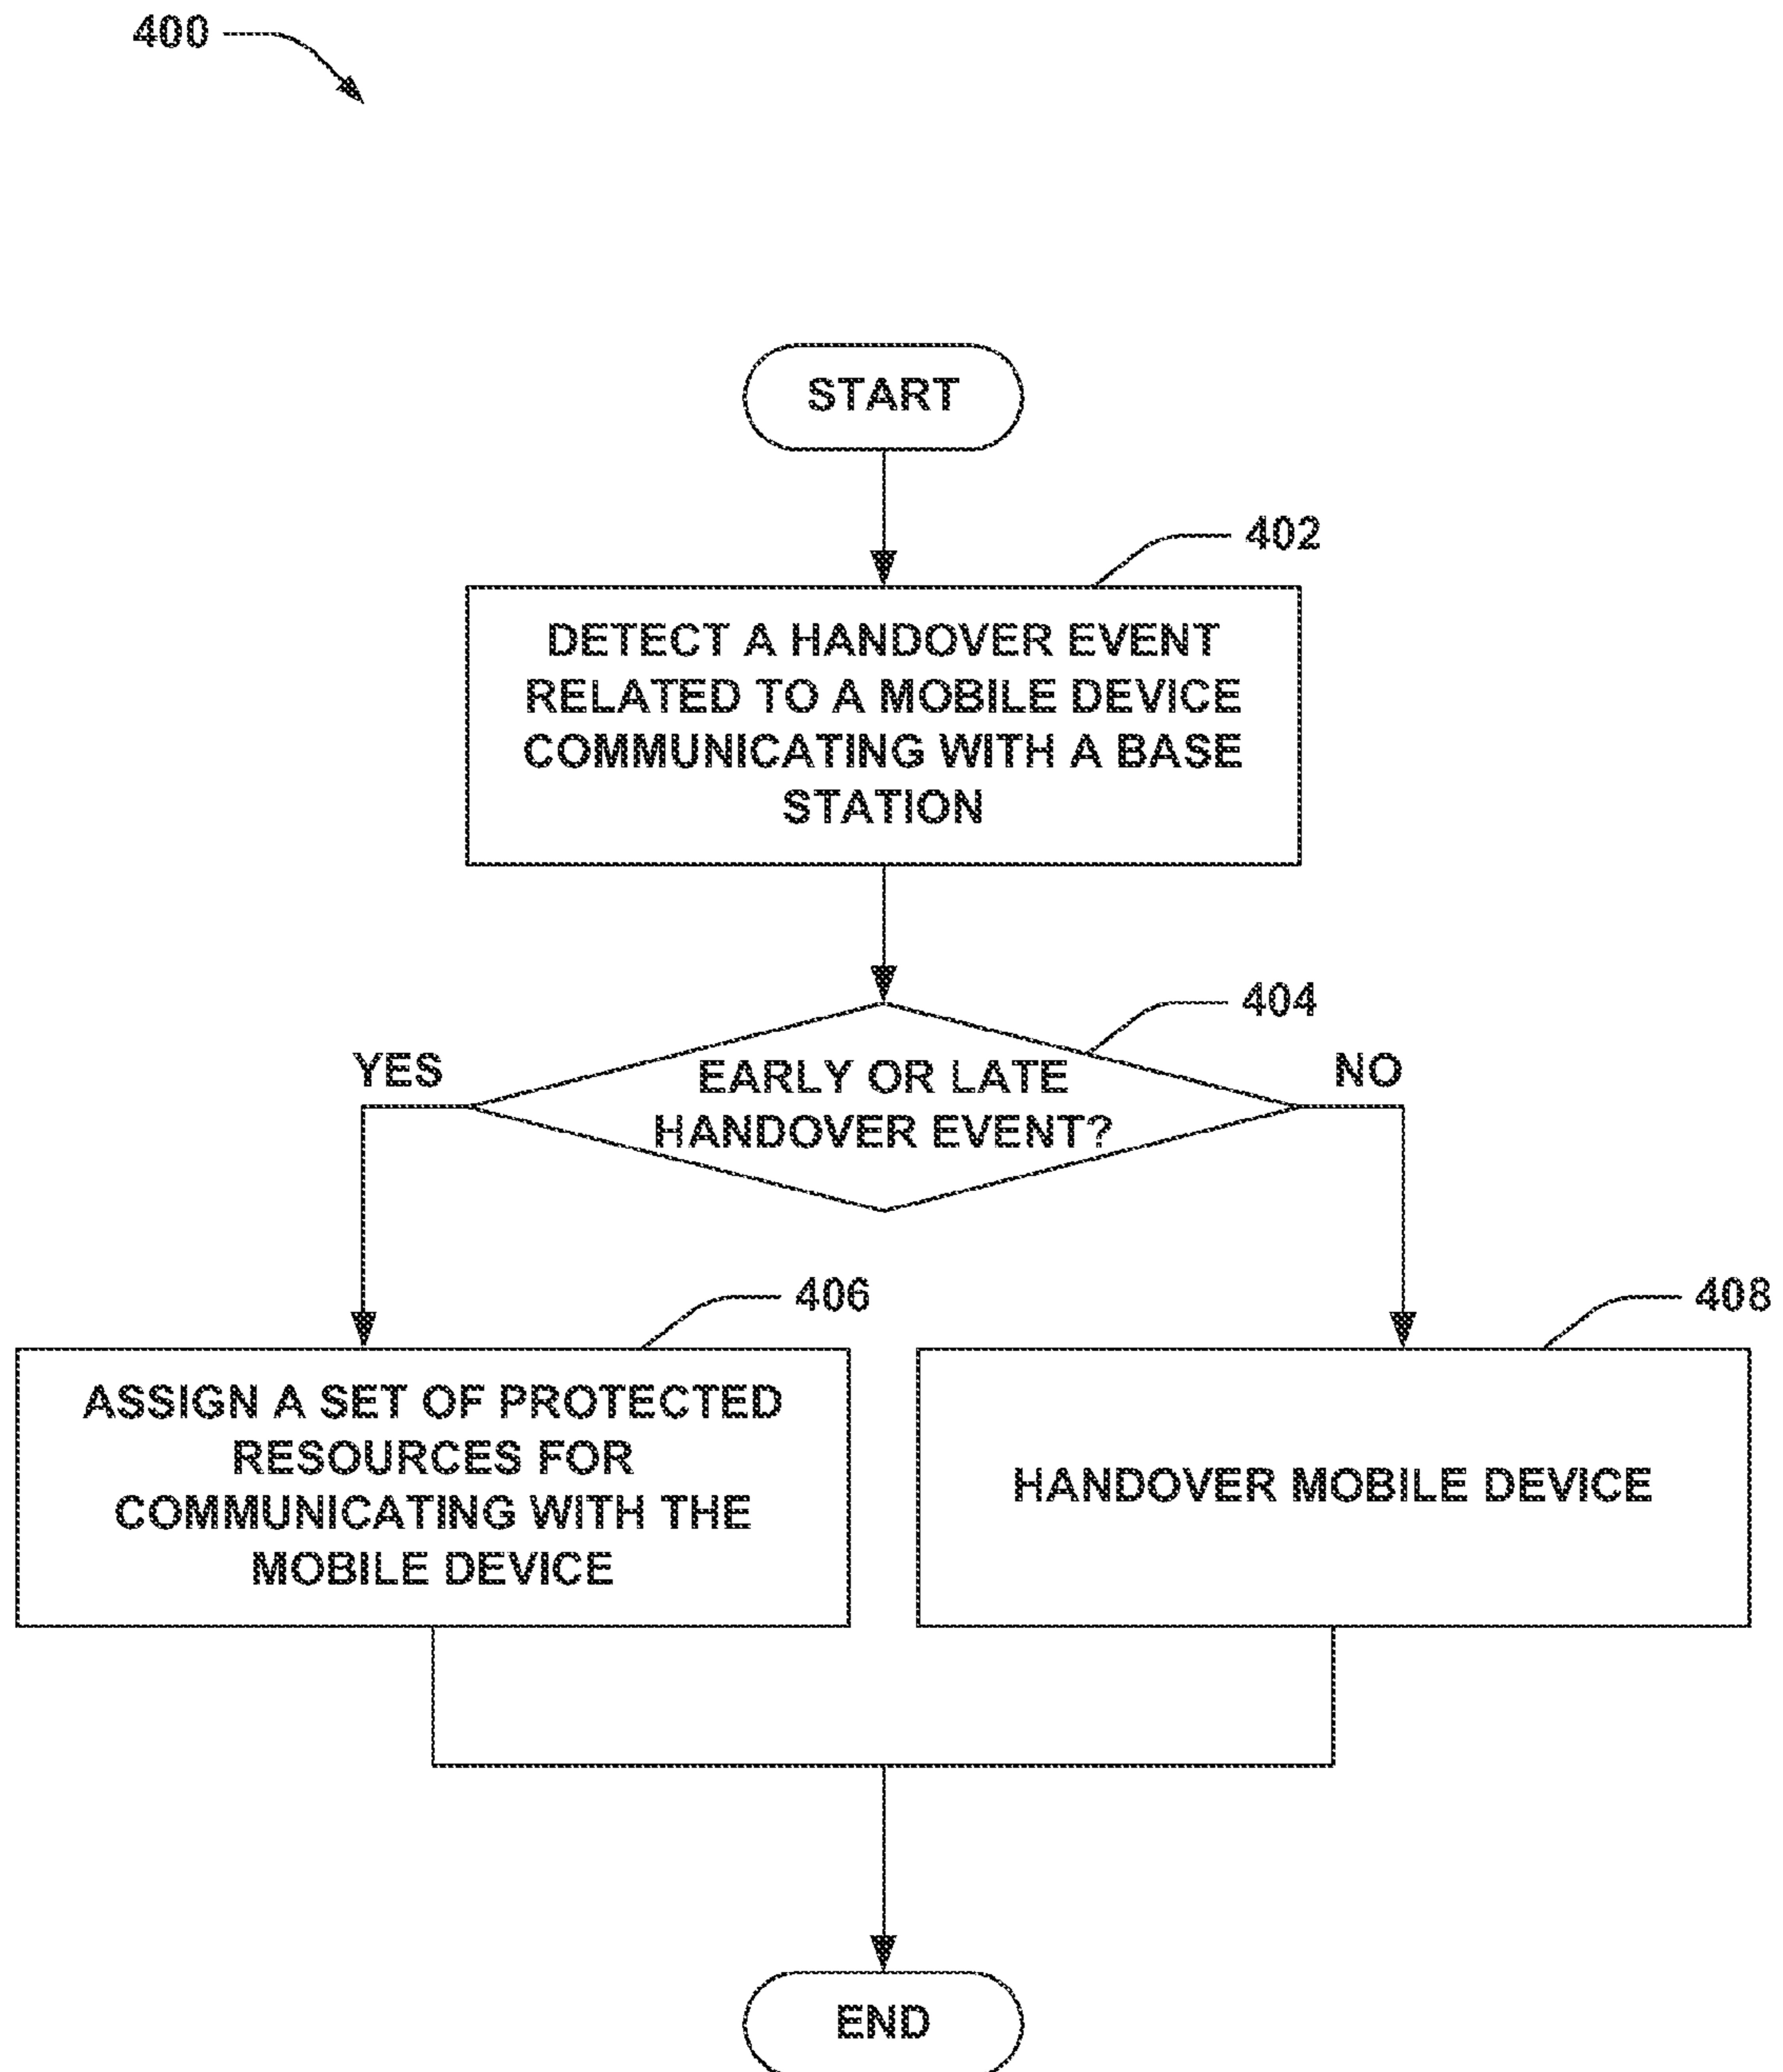 400
START
402
DETECT A HANDOVER EVENT
RELATED TO A MOBILE DEVICE
COMMUNICATING WITH A BASE
STATION
404
YES
EARLY OR LATE
HANDOVER EVENT?
NO
406
ASSIGN A SET OF PROTECTED
RESOURCES FOR
COMMUNICATING WITH THE
MOBILE DEVICE
408
HANDOVER MOBILE DEVICE
END